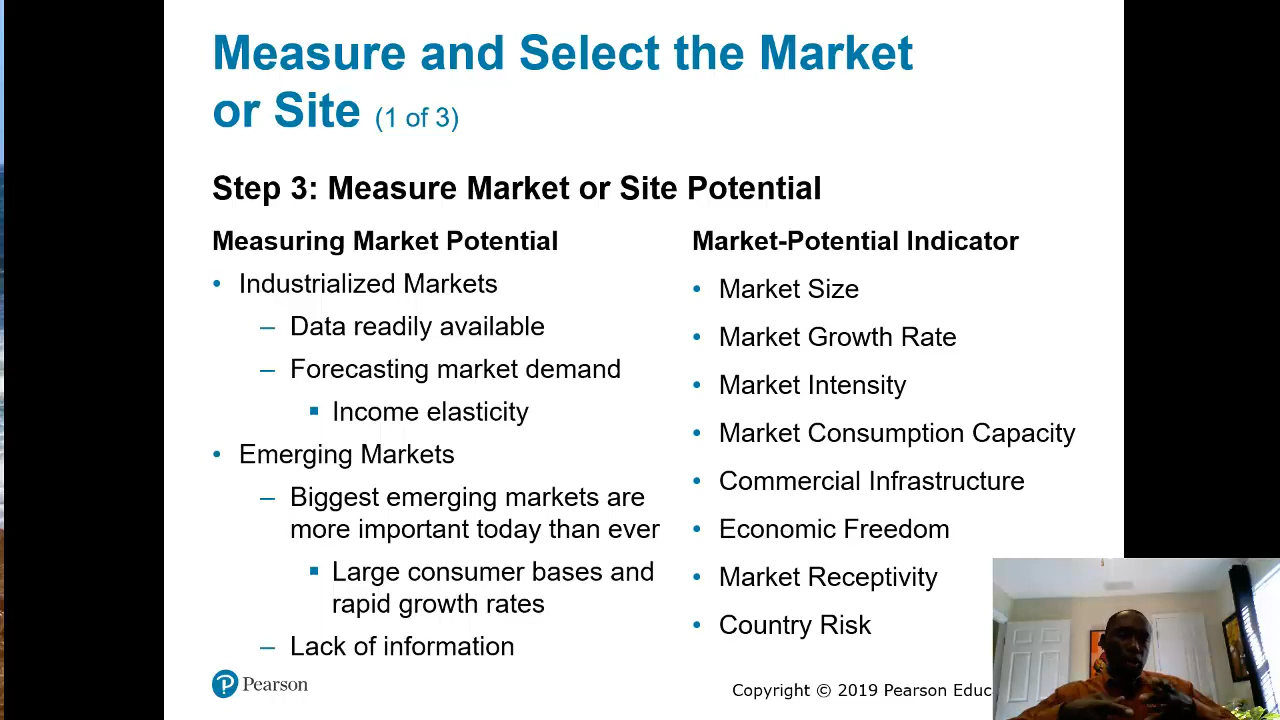 Measure and Select the Market
or Site (1 of 3)
Step 3: Measure Market or Site Potential
Measuring Market Potential
• Industrialized Markets
– Data readily available
– Forecasting market demand
▪ Income elasticity
• Emerging Markets
– Biggest emerging markets are
more important today than ever
▪ Large consumer bases and
rapid growth rates
– Lack of information
Market-Potential Indicator
• Market Size
• Market Growth Rate
• Market Intensity
• Market Consumption Capacity
• Commercial Infrastructure
• Economic Freedom
• Market Receptivity
• Country Risk
Pearson
Copyright © 2019 Pearson Educ